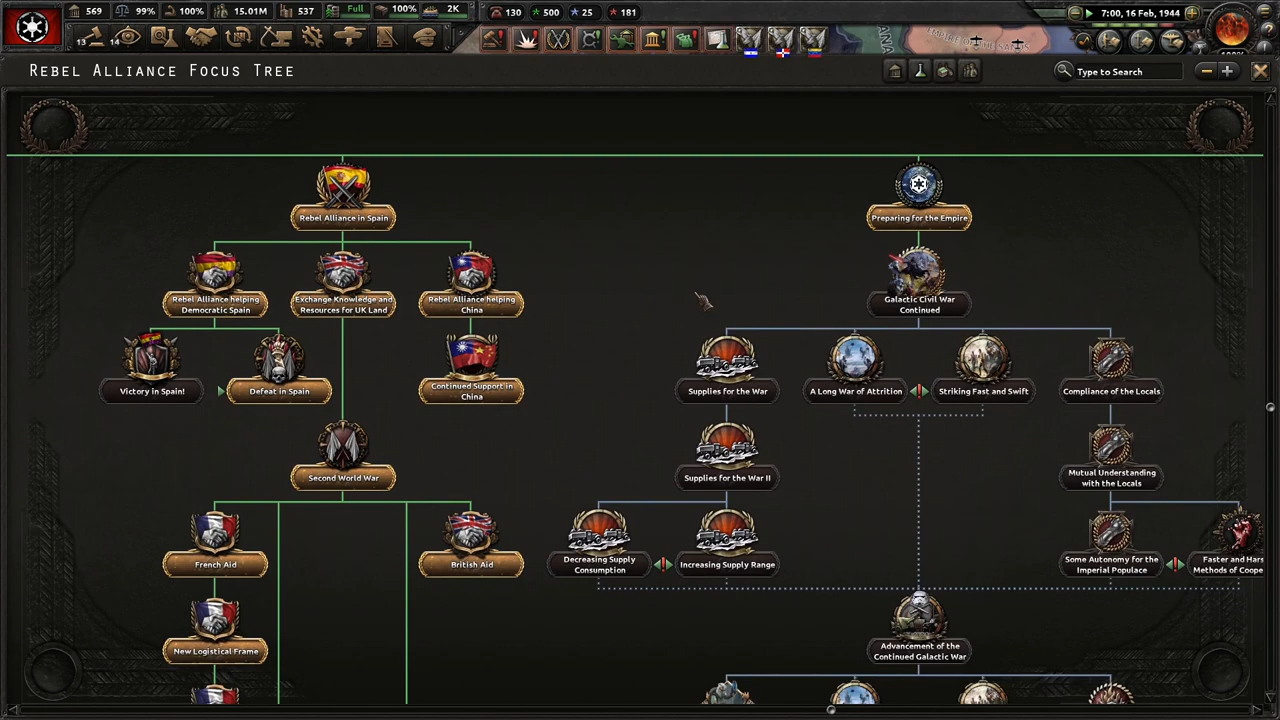 569
99%
100%
15.01M
537
Full
100%
2K
130
500
25
181
7:00, 16 Feb, 1944
13
14
EMPIRE OF THE
Rebel Alliance Focus Tree
Type to Search
Rebel Alliance in Spain
Preparing for the Empire
Rebel Alliance helping
Democratic Spain
Exchange Knowledge and
Resources for UK Land
Rebel Alliance helping
China
Galactic Civil War
Continued
Victory in Spain!
Defeat in Spain
Continued Support in
China
Supplies for the War
A Long War of Attrition
Striking Fast and Swift
Compliance of the Locals
Second World War
Supplies for the War II
Mutual Understanding
with the Locals
French Aid
British Aid
Decreasing Supply
Consumption
Increasing Supply Range
Some Autonomy for the
Imperial Populace
Faster and Hars
Methods of Coope
New Logistical Frame
Advancement of the
Continued Galactic War